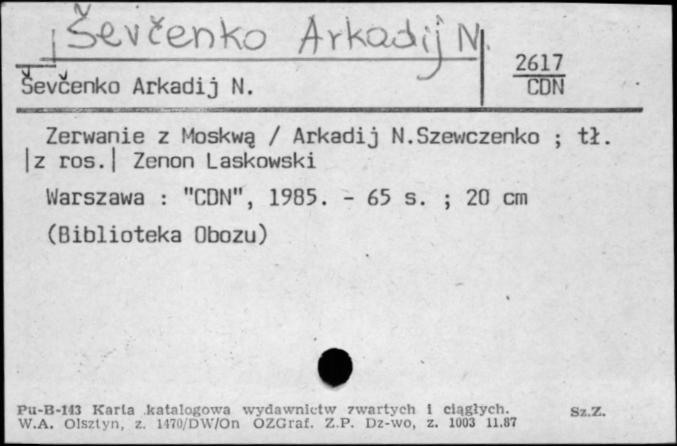 Ševčenko Arkadij N.
2617
CDN
Ševčenko Arkadij N.
Zerwanie z Moskwą / Arkadij N.Szewczenko ; tł.
|z ros.| Zenon Laskowski
Warszawa : "CDN", 1985. - 65 s. ; 20 cm
(Biblioteka Obozu)
Pu-B-143 Karta katalogowa wydawnictw zwartych i ciągłych. Sz.Z.
W.A. Olsztyn, z. 1470/DW/On OZGraf. Z.P. Dz-wo, z. 1003 11.87